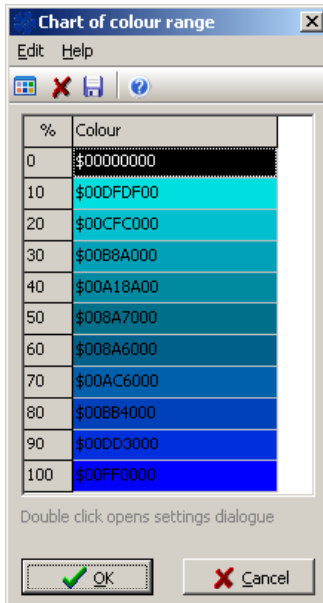 Chart of colour range
Edit Help
% Colour
0 $00000000
10 $00DFDF00
20 $00CFC000
30 $00B8A000
40 $00A18A00
50 $008A7000
60 $008A6000
70 $00AC6000
80 $00BB4000
90 $00DD3000
100 $00FF0000
Double click opens settings dialogue
OK Cancel